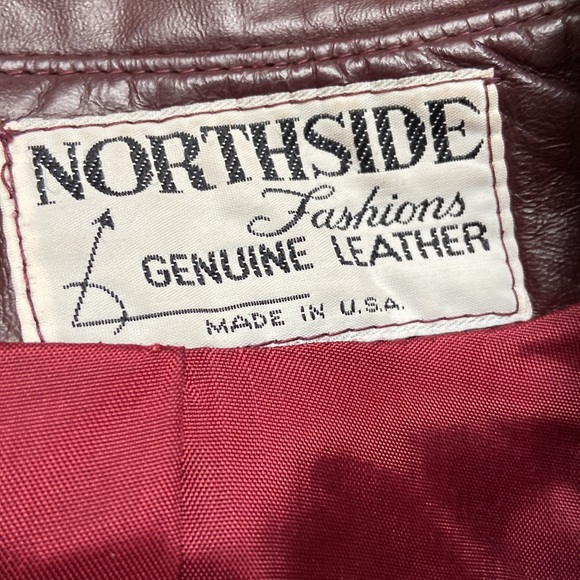 NORTHSIDE
Fashions
GENUINE LEATHER
MADE IN U.S.A.